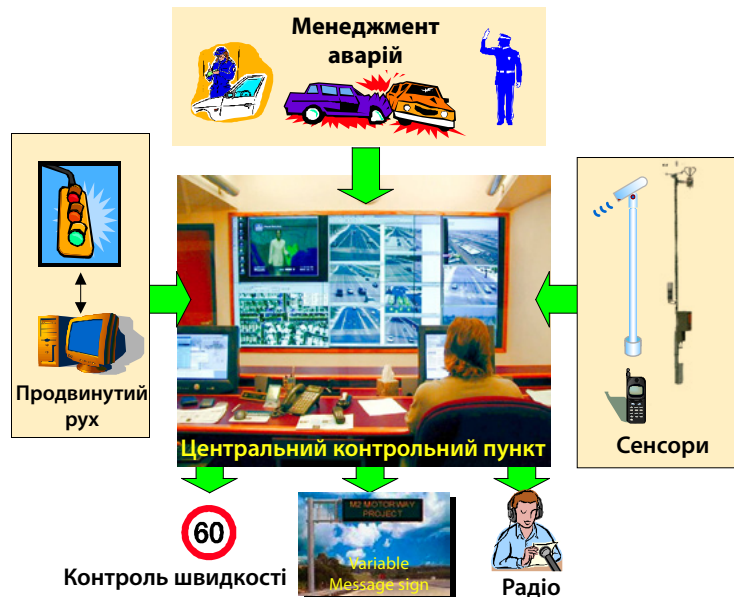 Менеджмент
аварій
Продвинутий
рух
Сенсори
Центральний контрольний пункт
60
Контроль швидкості
M2 MOTORWAY
PROJECT
Variable
Message sign
Радіо